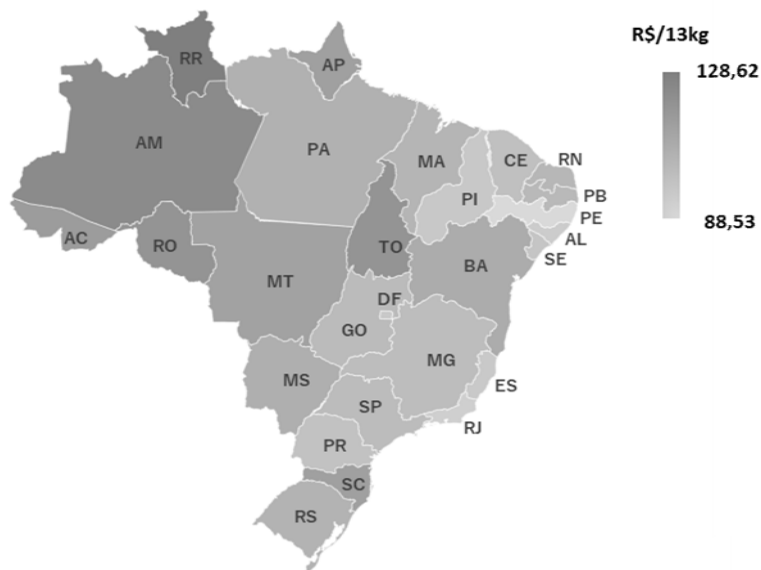 R$/13kg
128,62
88,53
RR
AP
AM
PA
MA
CE
RN
PB
PE
AL
SE
PI
AC
RO
TO
BA
MT
DF
GO
MG
ES
MS
SP
RJ
PR
SC
RS